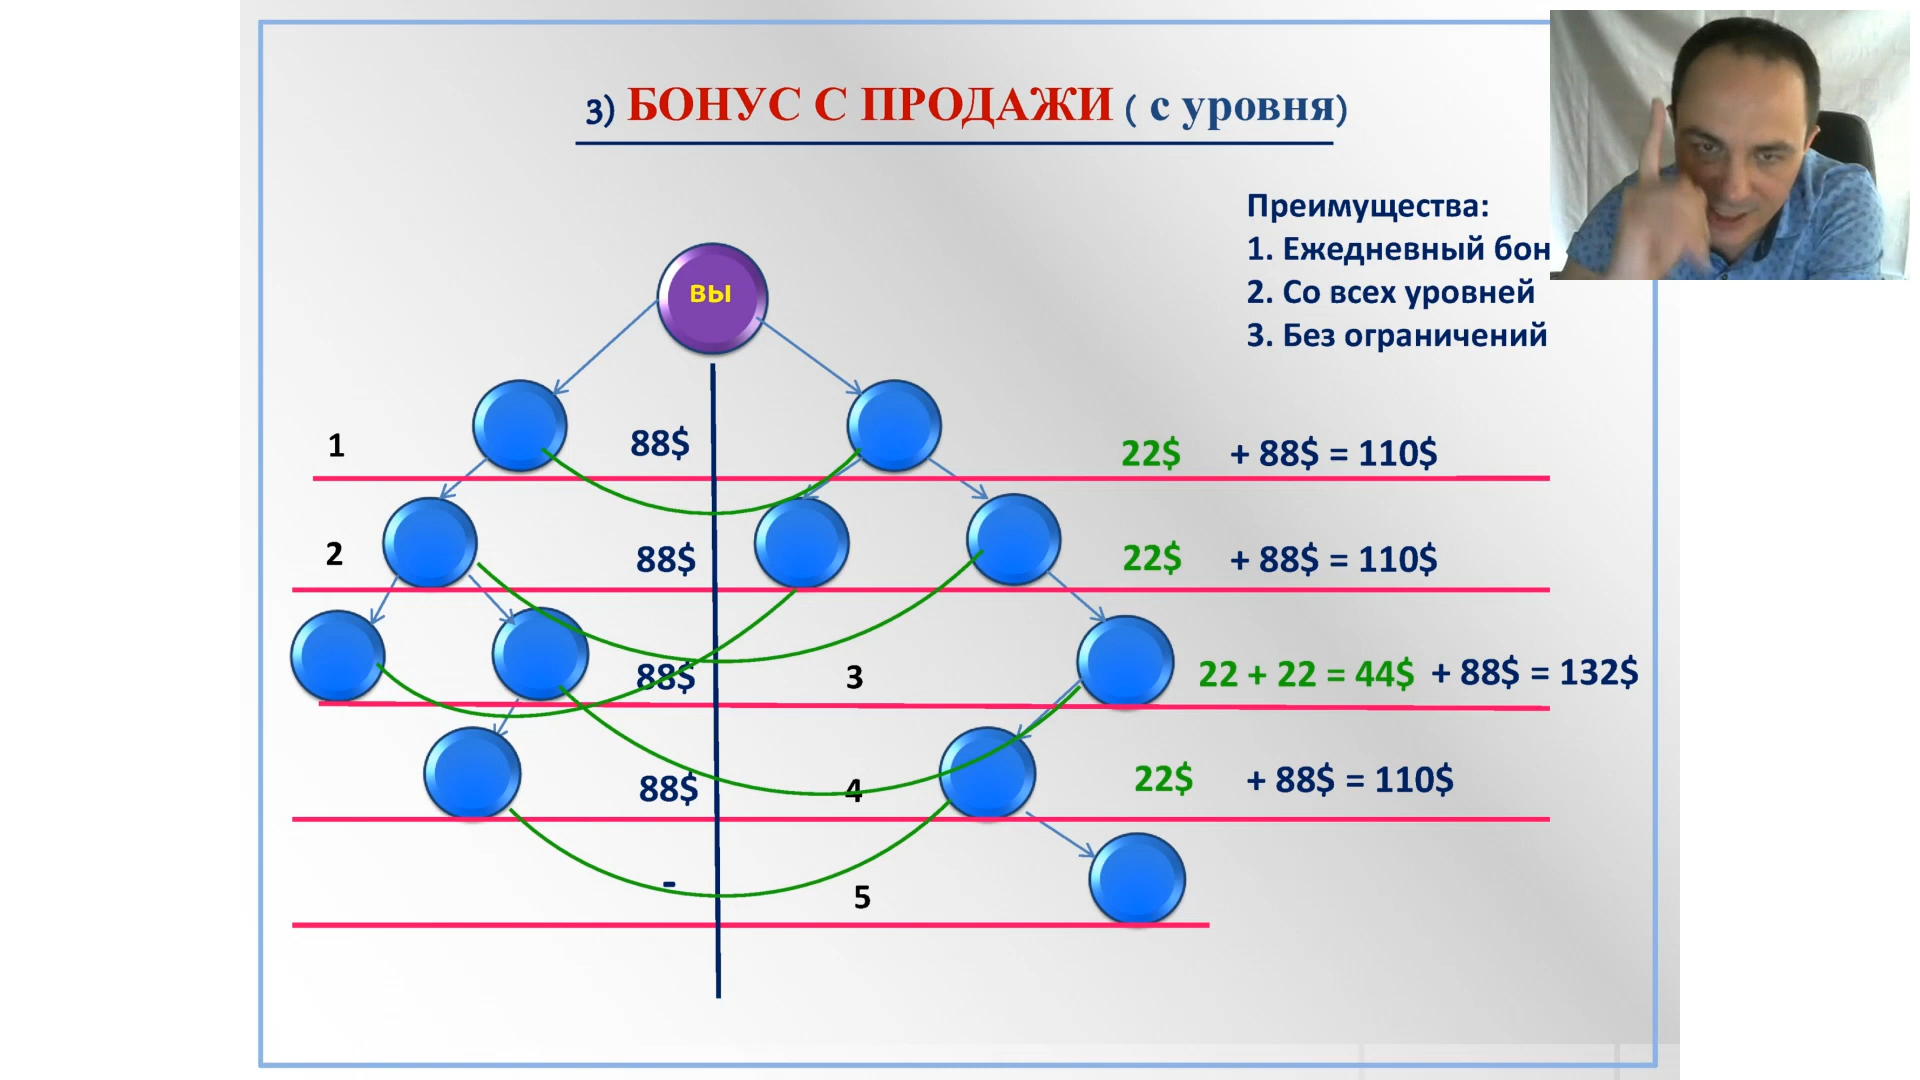 3) БОНУС С ПРОДАЖИ ( с уровня)
Преимущества:
1. Ежедневный бон
2. Со всех уровней
3. Без ограничений
вы
1 88$ 22$ + 88$ = 110$
2 88$ 22$ + 88$ = 110$
88$ 3 22 + 22 = 44$ + 88$ = 132$
88$ 4 22$ + 88$ = 110$
- 5